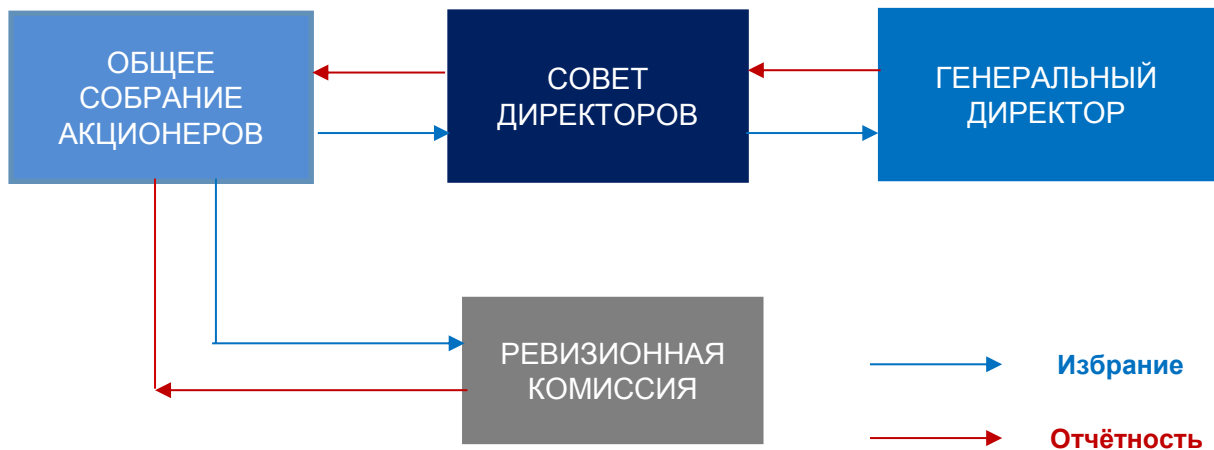 ОБЩЕЕ
СОБРАНИЕ
АКЦИОНЕРОВ
СОВЕТ
ДИРЕКТОРОВ
ГЕНЕРАЛЬНЫЙ
ДИРЕКТОР
РЕВИЗИОННАЯ
КОМИССИЯ
Избрание
Отчётность